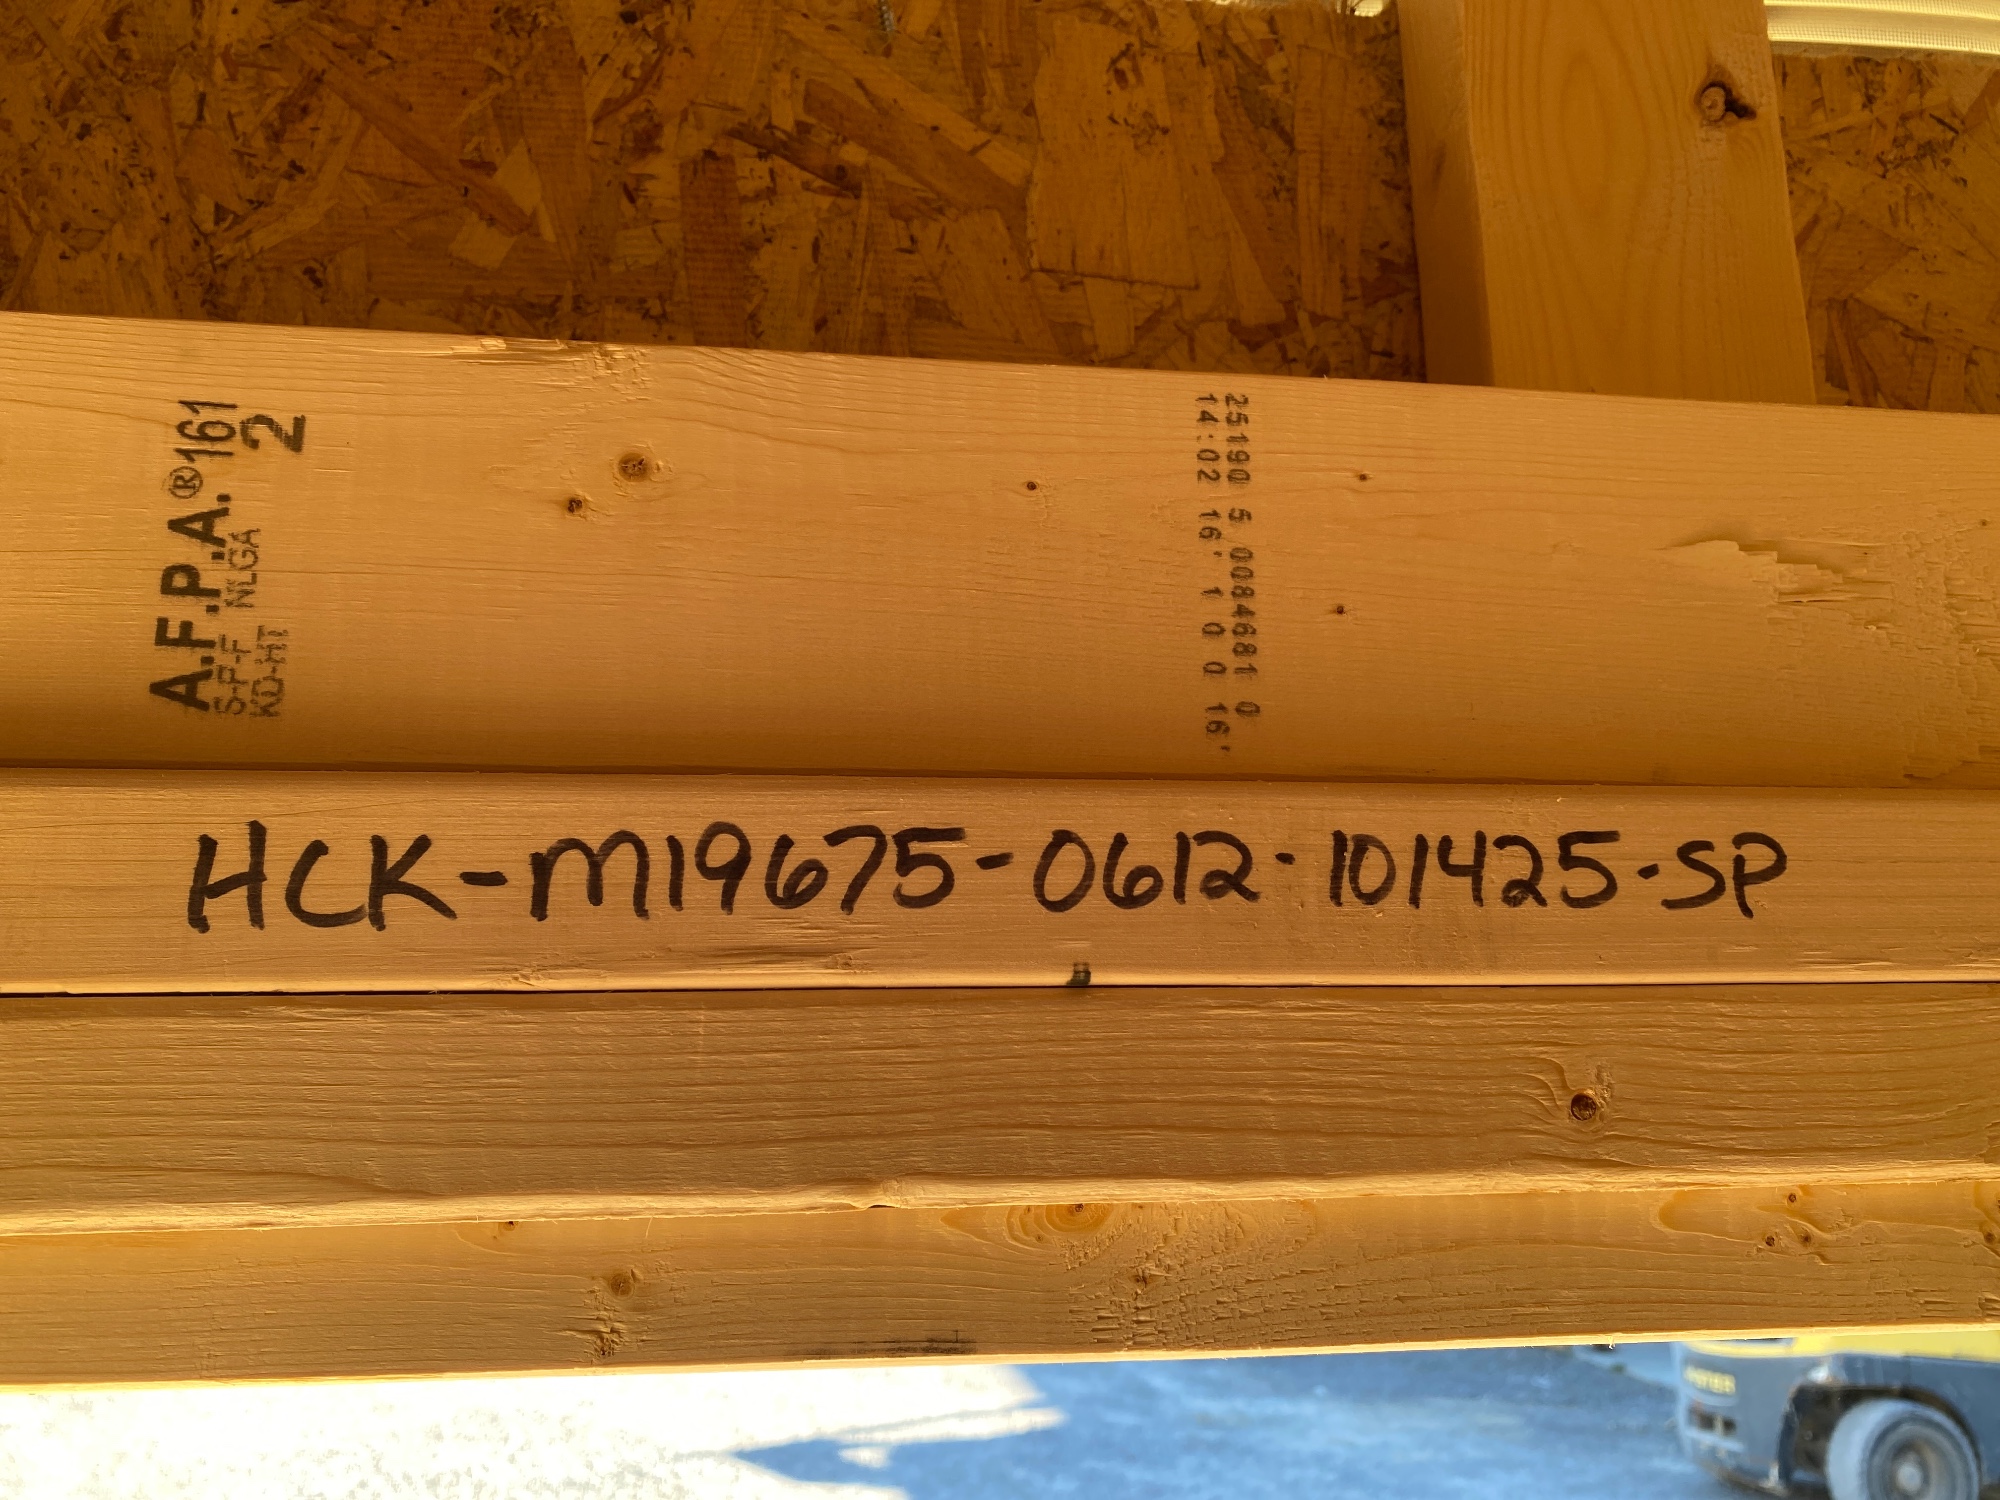 A.F.P.A.®161
S-P-F NLGA 2
KD-HT
25190 5 0084681 0
14:02 16' 1 0 0 16'
HCK-M19675-0612-101425-SP